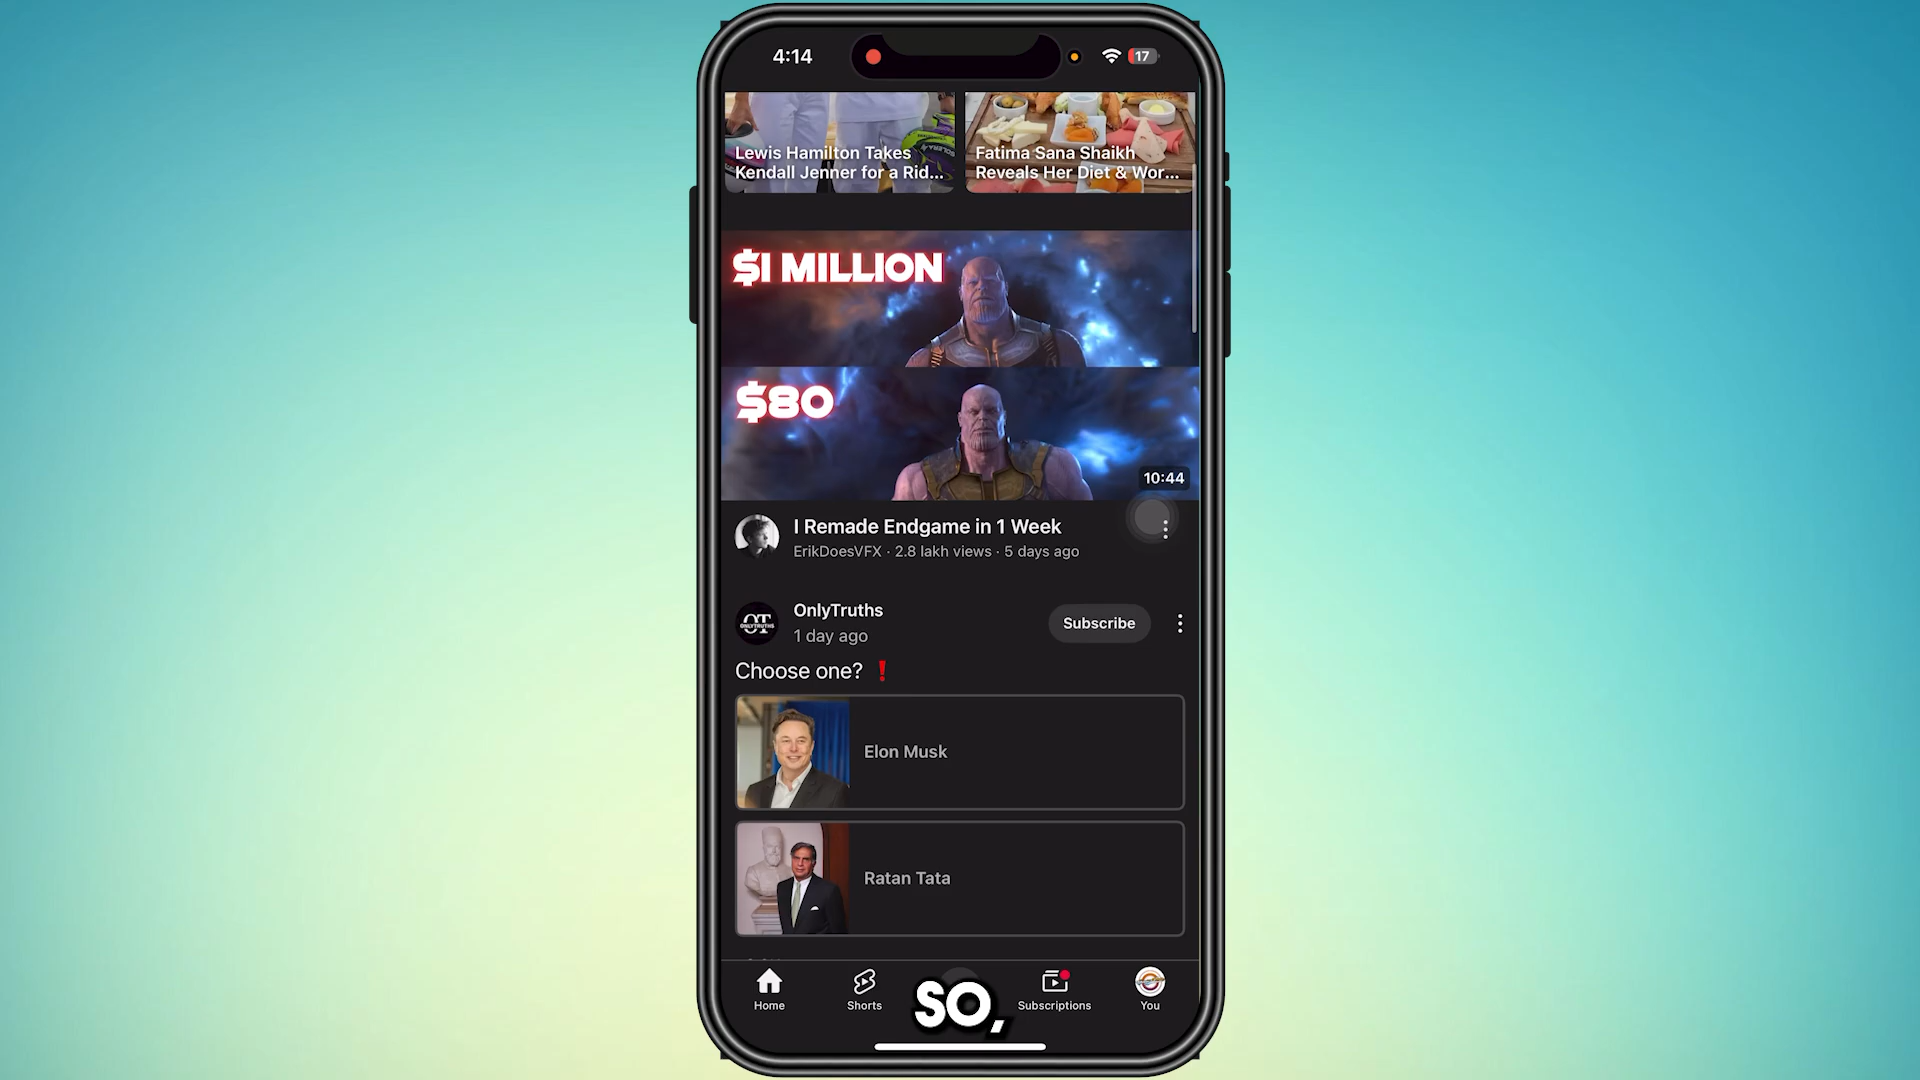 4:14
17
Lewis Hamilton Takes
Kendall Jenner for a Rid...
Fatima Sana Shaikh
Reveals Her Diet & Wor...
$1 MILLION
$80
10:44
I Remade Endgame in 1 Week
ErikDoesVFX · 2.8 lakh views · 5 days ago
OT
ONLYTRUTHS
OnlyTruths
1 day ago
Subscribe
Choose one? ❗
Elon Musk
Ratan Tata
Home
Shorts
SO,
Subscriptions
You